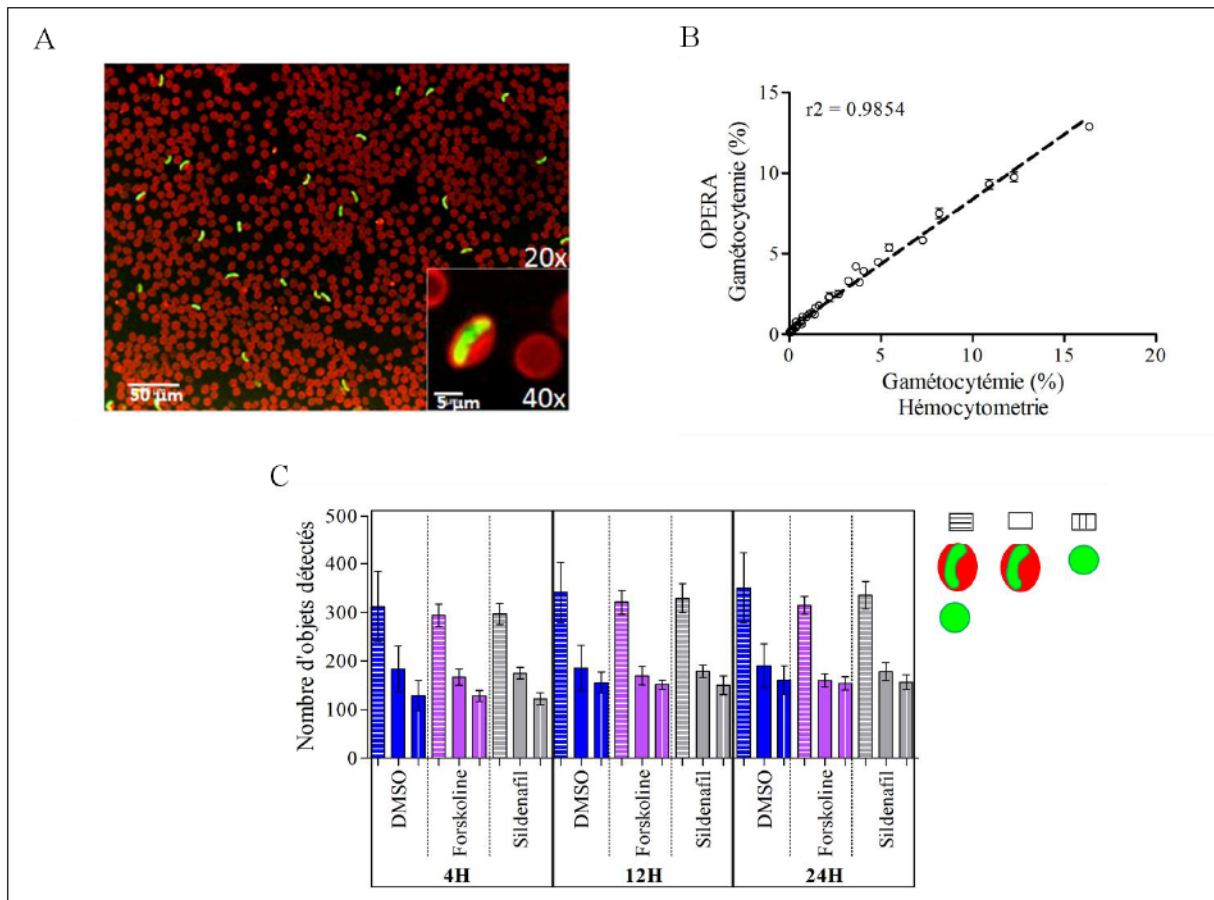 A
20x
50 µm
5 µm
40x
B
r2 = 0.9854
15
10
5
0
0
5
10
15
20
OPERA
Gamétocytemie (%)
Gamétocytémie (%)
Hémocytometrie
C
Nombre d'objets détectés
500
400
300
200
100
0
DMSO
Forskoline
Sildenafil
DMSO
Forskoline
Sildenafil
DMSO
Forskoline
Sildenafil
4H
12H
24H